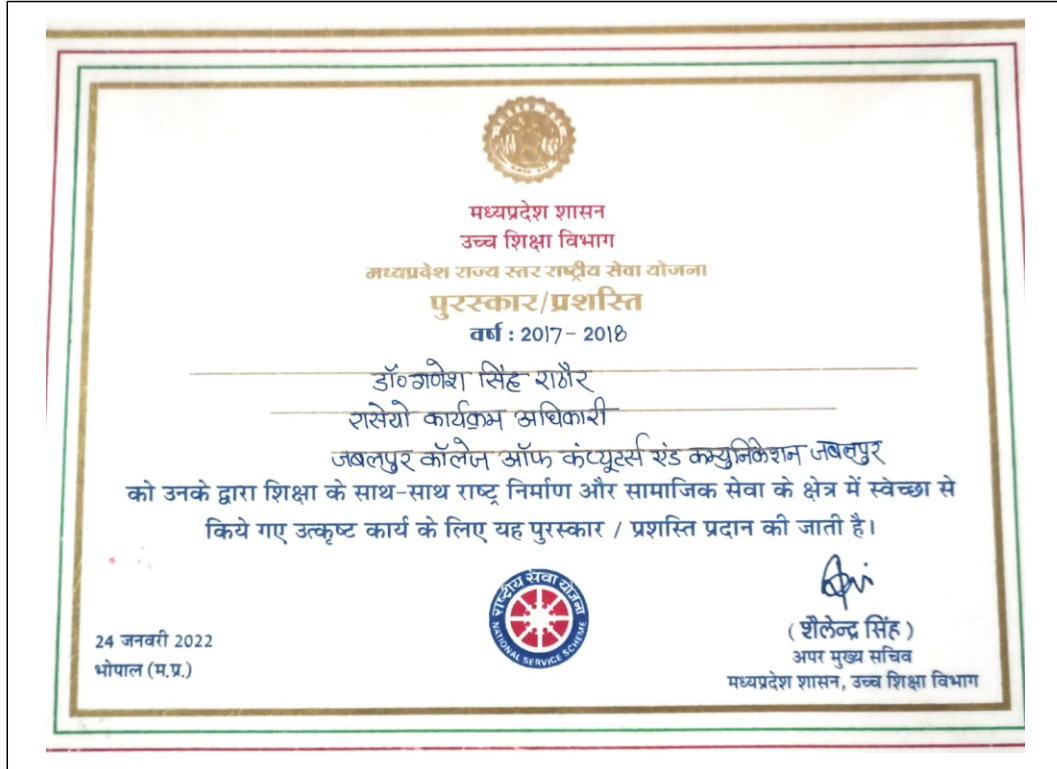 मध्यप्रदेश शासन
उच्च शिक्षा विभाग
मध्यप्रदेश राज्य स्तर राष्ट्रीय सेवा योजना
पुरस्कार/प्रशस्ति
वर्ष : 2017 - 2018
डॉ० गणेश सिंह राठौर
रासेयो कार्यक्रम अधिकारी
जबलपुर कॉलेज ऑफ कंप्यूटर्स एंड कम्युनिकेशन जबलपुर
को उनके द्वारा शिक्षा के साथ-साथ राष्ट्र निर्माण और सामाजिक सेवा के क्षेत्र में स्वेच्छा से
किये गए उत्कृष्ट कार्य के लिए यह पुरस्कार / प्रशस्ति प्रदान की जाती है।
राष्ट्रीय सेवा योजना
NATIONAL SERVICE SCHEME
24 जनवरी 2022
भोपाल (म.प्र.)
( शैलेन्द्र सिंह )
अपर मुख्य सचिव
मध्यप्रदेश शासन, उच्च शिक्षा विभाग